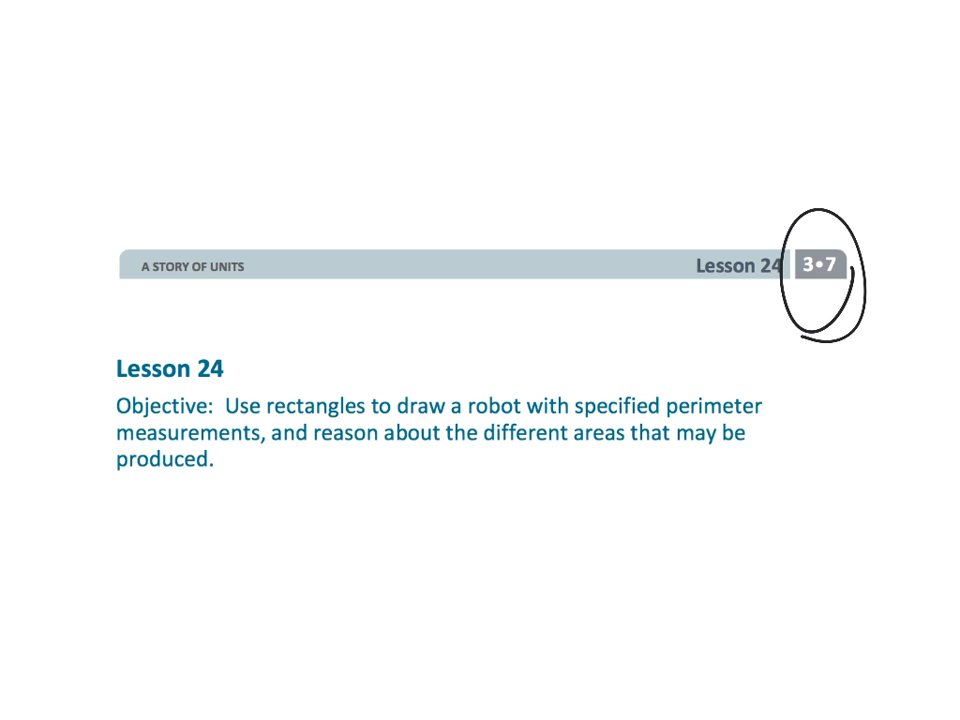 A STORY OF UNITS
Lesson 24 3•7
Lesson 24
Objective: Use rectangles to draw a robot with specified perimeter
measurements, and reason about the different areas that may be
produced.